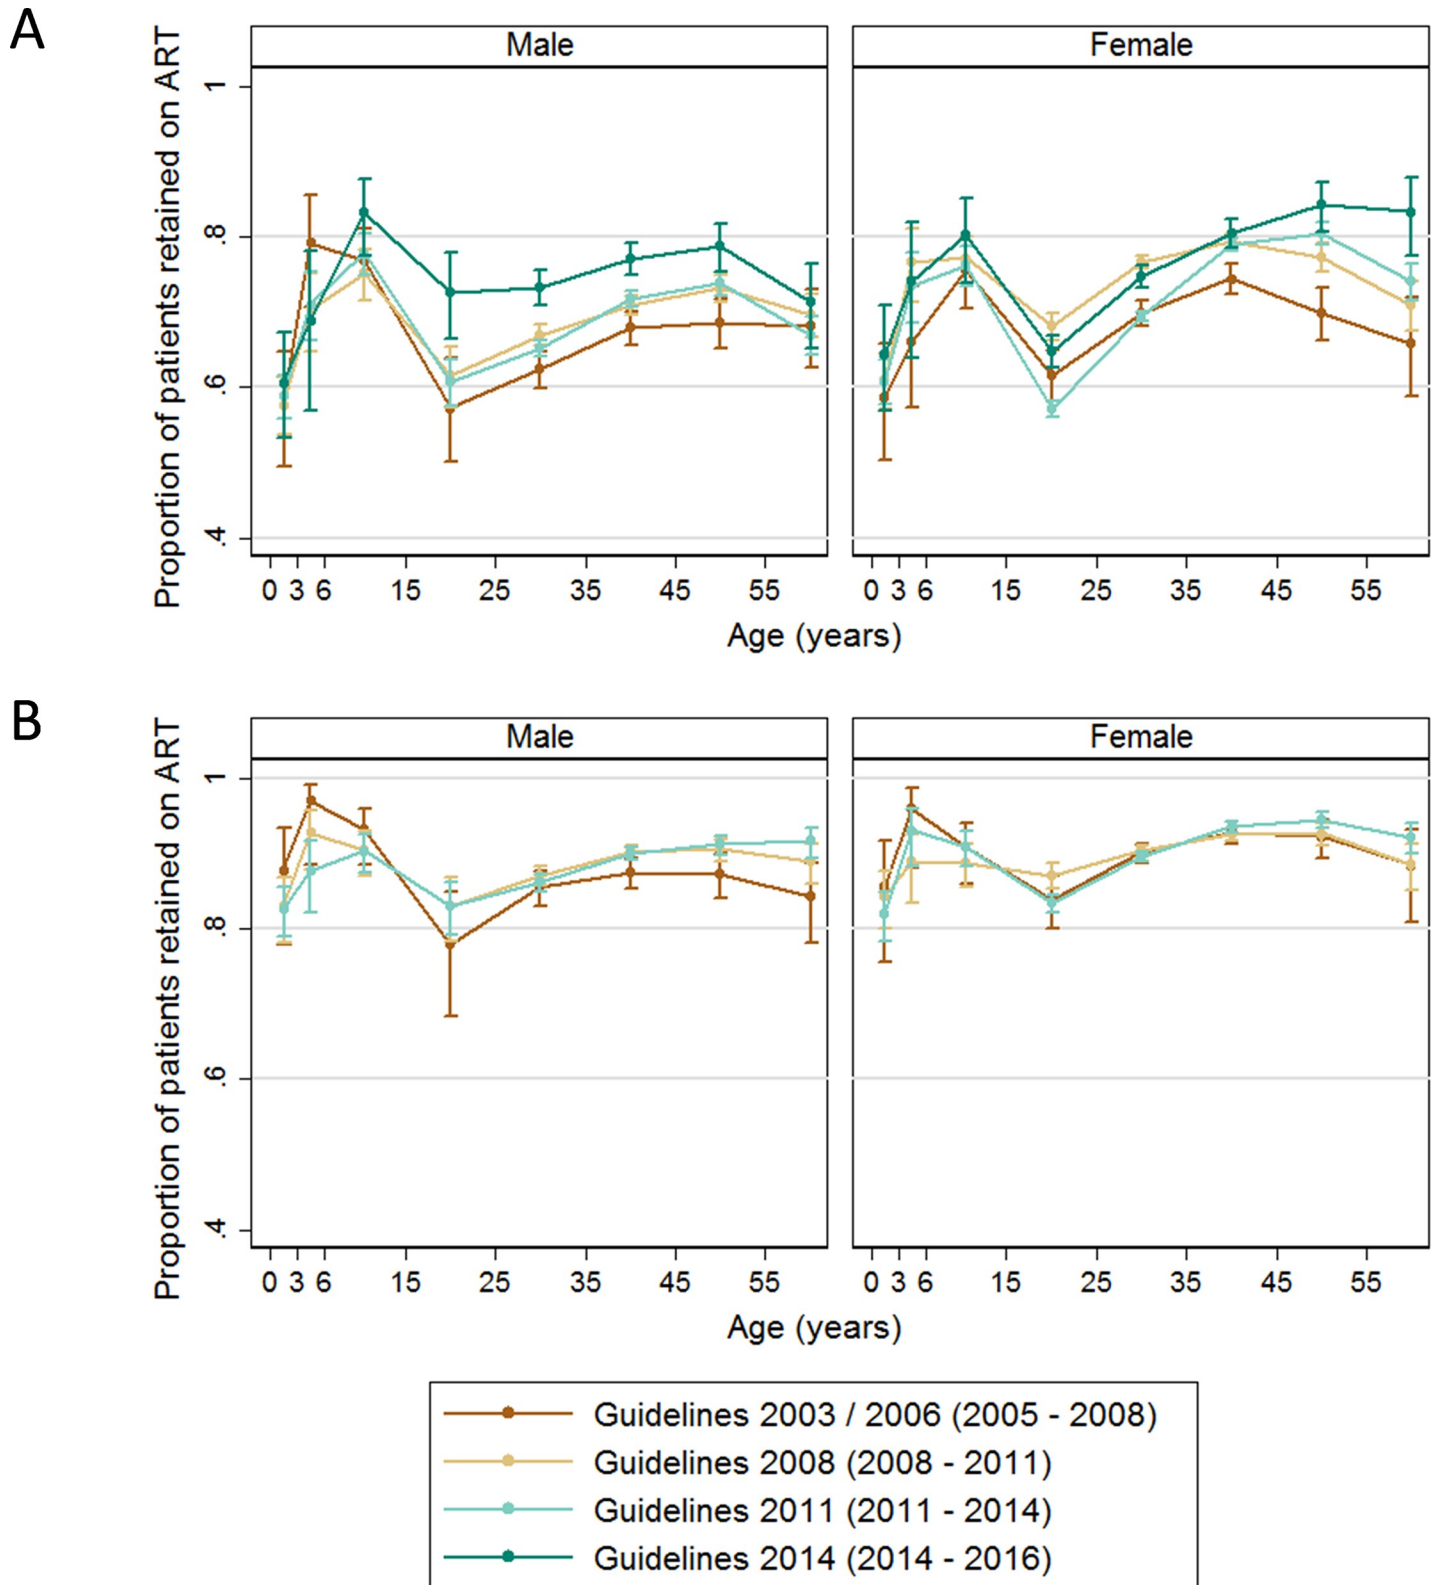 A
Male
Female
Proportion of patients retained on ART
1
.8
.6
.4
0 3 6 15 25 35 45 55
0 3 6 15 25 35 45 55
Age (years)
B
Male
Female
Proportion of patients retained on ART
1
.8
.6
.4
0 3 6 15 25 35 45 55
0 3 6 15 25 35 45 55
Age (years)
Guidelines 2003 / 2006 (2005 - 2008)
Guidelines 2008 (2008 - 2011)
Guidelines 2011 (2011 - 2014)
Guidelines 2014 (2014 - 2016)